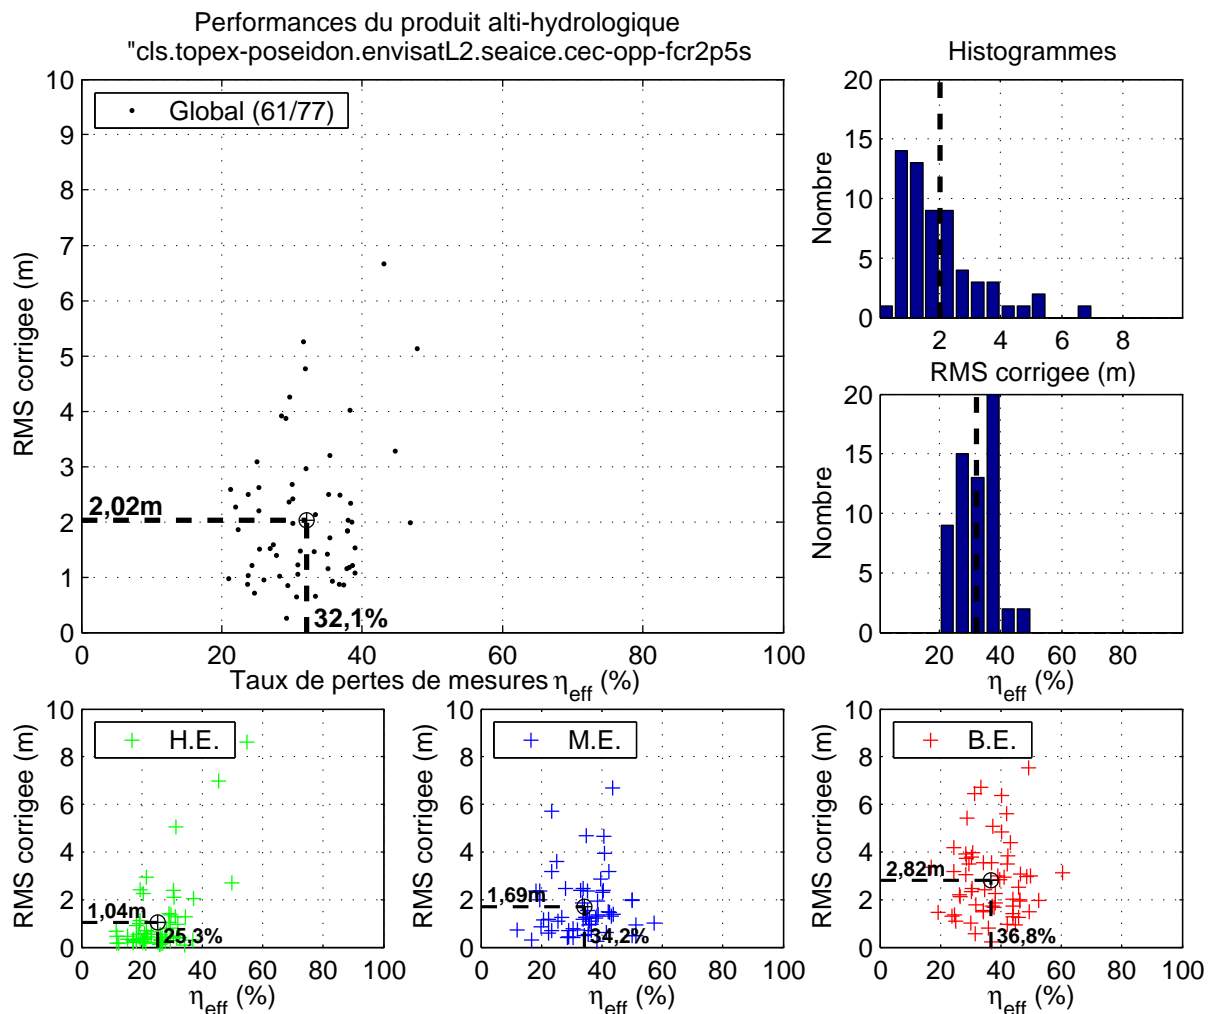 Performances du produit alti-hydrologique
"cls.topex-poseidon.envisatL2.seaice.cec-opp-fcr2p5s
Histogrammes
10
9
8
7
6
5
4
3
2
1
0
RMS corrigee (m)
Global (61/77)
2,02m
32,1%
0 20 40 60 80 100
Taux de pertes de mesures ηeff (%)
20
15
10
5
0
Nombre
2 4 6 8
RMS corrigee (m)
20
15
10
5
0
Nombre
20 40 60 80
ηeff (%)
10
8
6
4
2
0
RMS corrigee (m)
H.E.
1,04m
25,3%
0 20 40 60 80 100
ηeff (%)
10
8
6
4
2
0
RMS corrigee (m)
M.E.
1,69m
34,2%
0 20 40 60 80 100
ηeff (%)
10
8
6
4
2
0
RMS corrigee (m)
B.E.
2,82m
36,8%
0 20 40 60 80 100
ηeff (%)